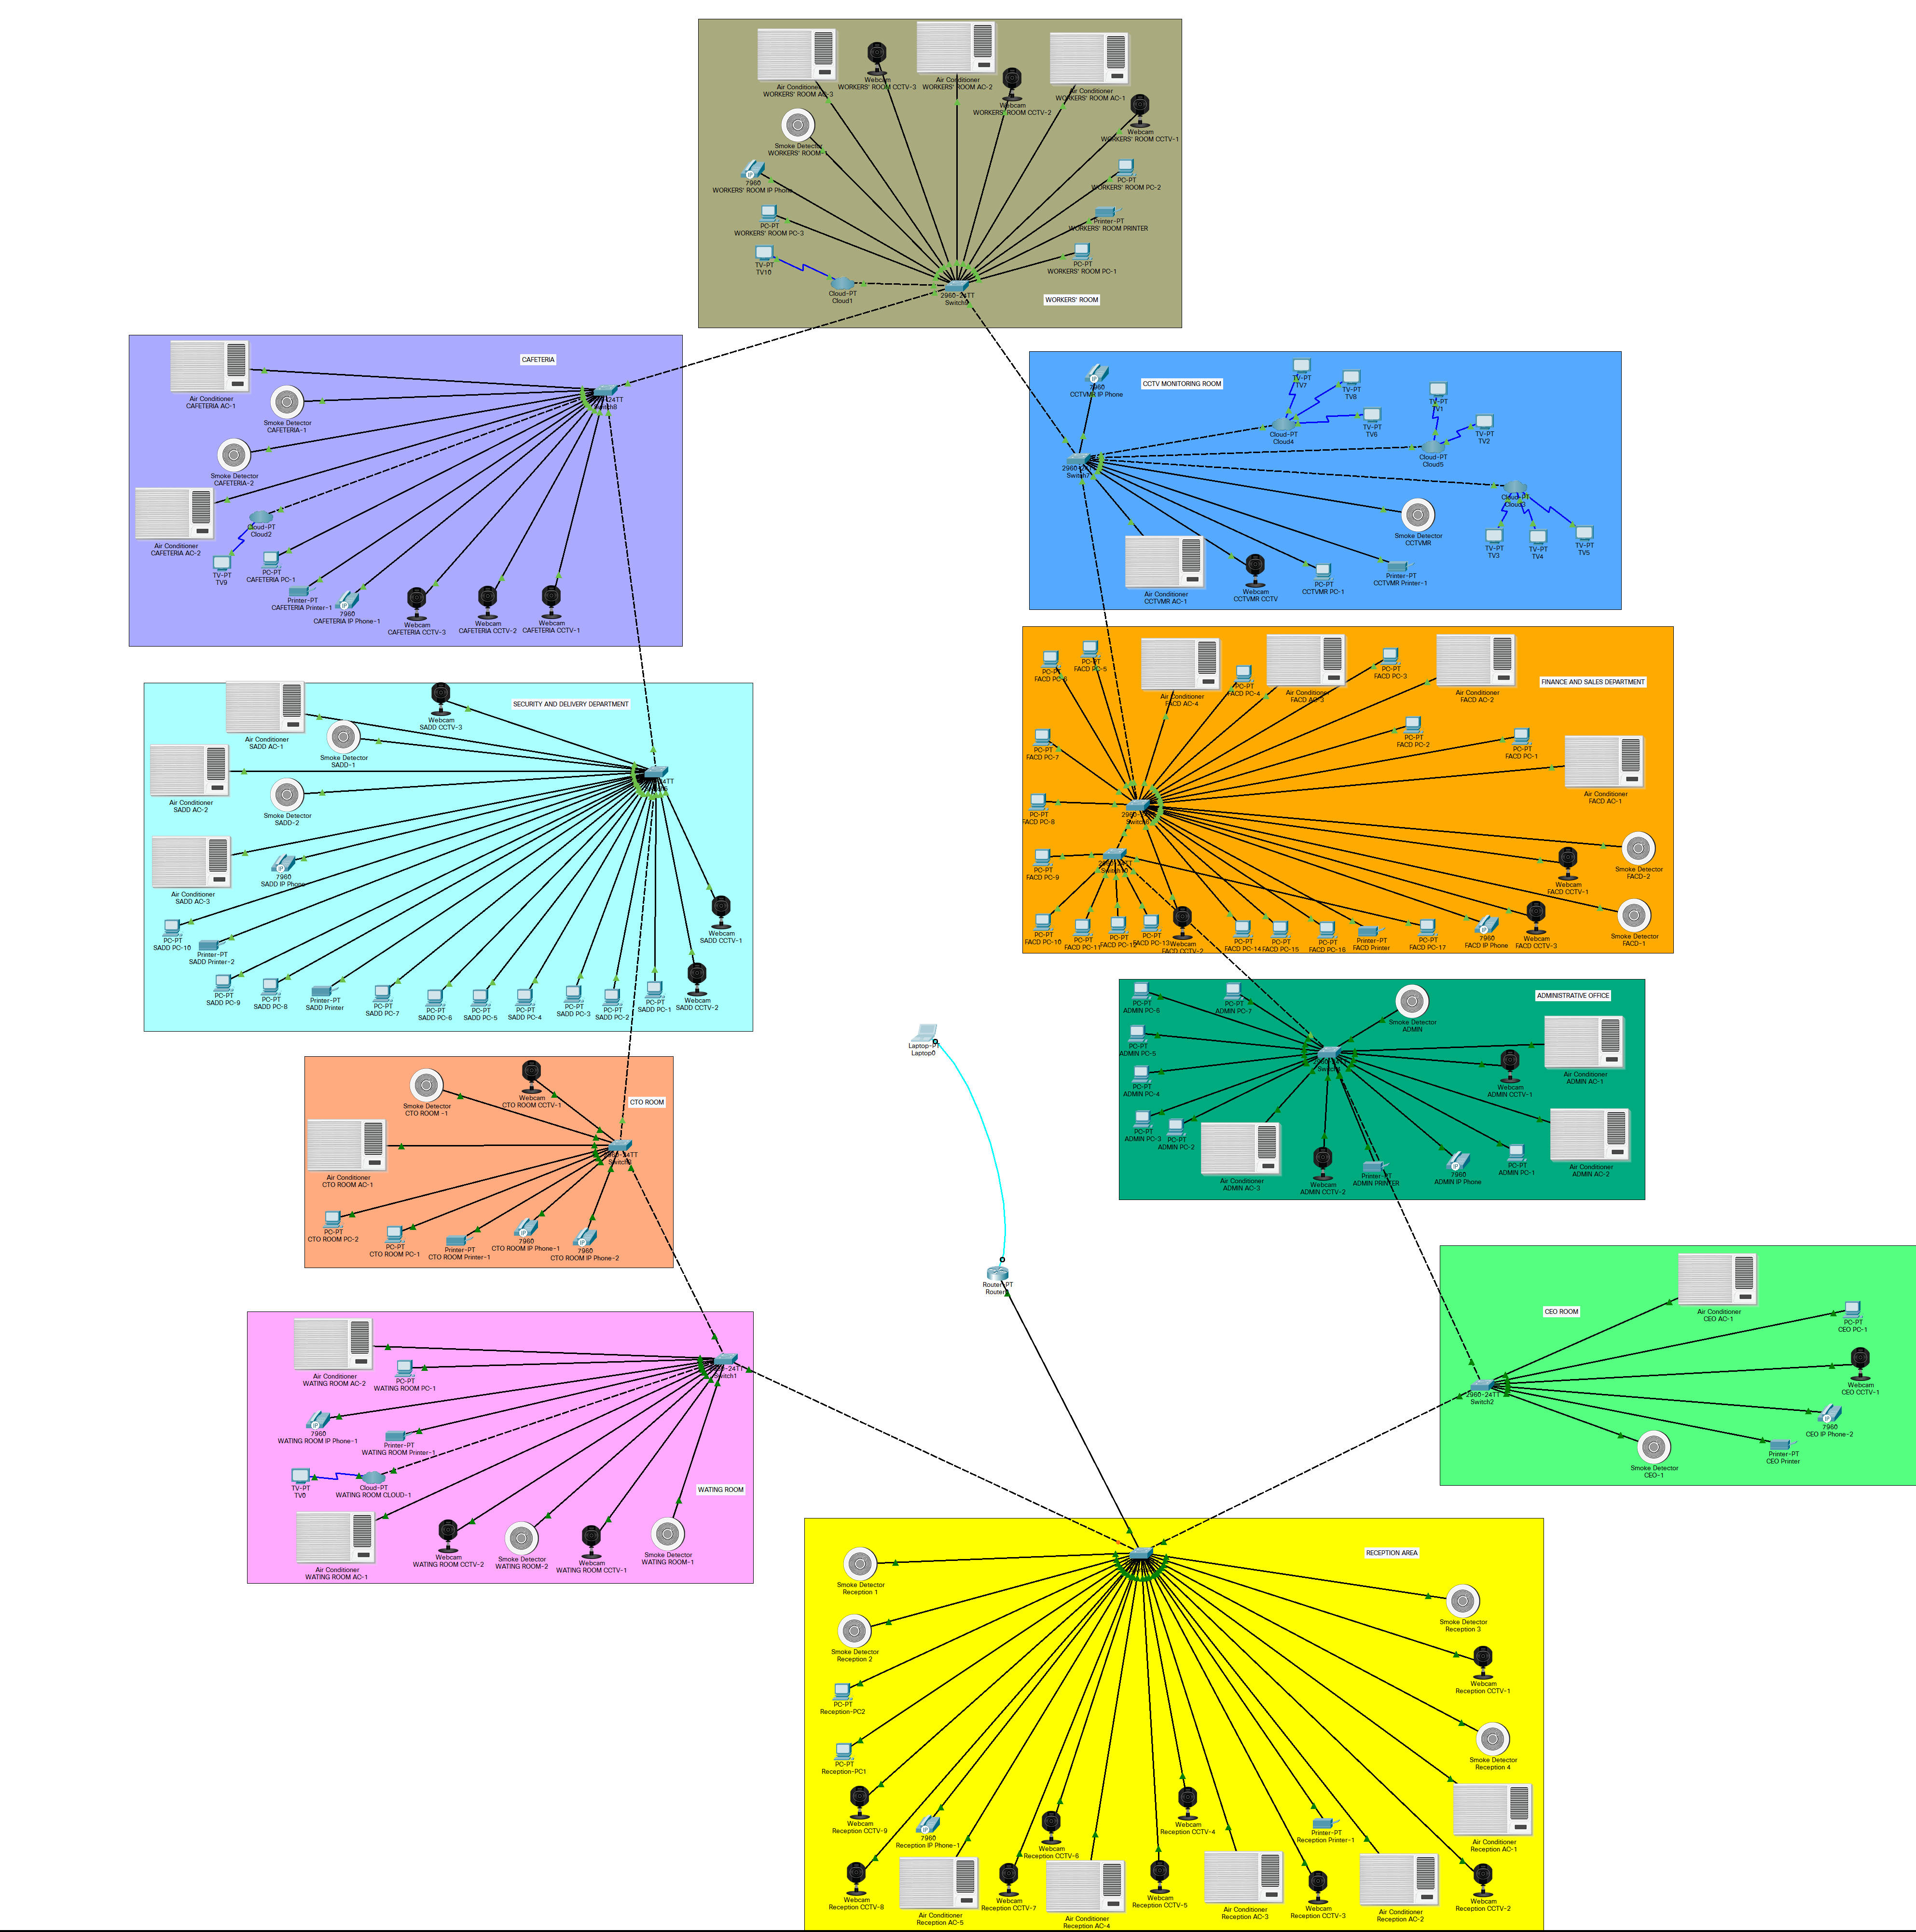 Air Conditioner
WORKERS' ROOM AC-3
Webcam
WORKERS' ROOM CCTV-3
Air Conditioner
WORKERS' ROOM AC-2
Webcam
WORKERS' ROOM CCTV-2
Air Conditioner
WORKERS' ROOM AC-1
Webcam
WORKERS' ROOM CCTV-1
Smoke Detector
WORKERS' ROOM-1
7960
WORKERS' ROOM IP Phone
PC-PT
WORKERS' ROOM PC-2
PC-PT
WORKERS' ROOM PC-3
Printer-PT
WORKERS' ROOM PRINTER
TV-PT
TV10
Cloud-PT
Cloud1
2960-24TT
PC-PT
WORKERS' ROOM PC-1
WORKERS' ROOM
CAFETERIA
Air Conditioner
CAFETERIA AC-1
Smoke Detector
CAFETERIA-1
24TT
Smoke Detector
CAFETERIA-2
Air Conditioner
CAFETERIA AC-2
Cloud-PT
Cloud2
TV-PT
TV9
PC-PT
CAFETERIA PC-1
Printer-PT
CAFETERIA Printer-1
7960
CAFETERIA IP Phone-1
Webcam
CAFETERIA CCTV-3
Webcam
CAFETERIA CCTV-2
Webcam
CAFETERIA CCTV-1
CCTV MONITORING ROOM
7960
CCTVMR IP Phone
TV-PT
TV7
TV-PT
TV8
TV-PT
TV6
TV-PT
TV1
TV-PT
TV2
Cloud-PT
Cloud4
Cloud-PT
Cloud5
Switch7
Cloud-PT
Cloud3
TV-PT
TV3
TV-PT
TV4
TV-PT
TV5
Smoke Detector
CCTVMR
Air Conditioner
CCTVMR AC-1
Webcam
CCTVMR CCTV
PC-PT
CCTVMR PC-1
Printer-PT
CCTVMR Printer-1
SECURITY AND DELIVERY DEPARTMENT
Air Conditioner
SADD AC-1
Webcam
SADD CCTV-3
Smoke Detector
SADD-1
Air Conditioner
SADD AC-2
Smoke Detector
SADD-2
Air Conditioner
SADD AC-3
7960
SADD IP Phone
PC-PT
SADD PC-10
Printer-PT
SADD Printer-2
PC-PT
SADD PC-9
PC-PT
SADD PC-8
Printer-PT
SADD Printer
PC-PT
SADD PC-7
PC-PT
SADD PC-6
PC-PT
SADD PC-5
PC-PT
SADD PC-4
PC-PT
SADD PC-3
PC-PT
SADD PC-2
PC-PT
SADD PC-1
Webcam
SADD CCTV-2
Webcam
SADD CCTV-1
FINANCE AND SALES DEPARTMENT
PC-PT
FACD PC-6
PC-PT
FACD PC-5
Air Conditioner
FACD AC-4
PC-PT
FACD PC-4
Air Conditioner
FACD AC-3
PC-PT
FACD PC-3
Air Conditioner
FACD AC-2
PC-PT
FACD PC-7
PC-PT
FACD PC-2
PC-PT
FACD PC-1
Air Conditioner
FACD AC-1
PC-PT
FACD PC-8
2960-24TT
Switch10
PC-PT
FACD PC-9
Webcam
FACD CCTV-1
Smoke Detector
FACD-2
PC-PT
FACD PC-10
PC-PT
FACD PC-11
PC-PT
FACD PC-12
PC-PT
FACD PC-13
Webcam
FACD CCTV-2
PC-PT
FACD PC-14
PC-PT
FACD PC-15
PC-PT
FACD PC-16
Printer-PT
FACD Printer
PC-PT
FACD PC-17
7960
FACD IP Phone
Webcam
FACD CCTV-3
Smoke Detector
FACD-1
ADMINISTRATIVE OFFICE
PC-PT
ADMIN PC-6
PC-PT
ADMIN PC-7
Smoke Detector
ADMIN
PC-PT
ADMIN PC-5
Air Conditioner
ADMIN AC-1
PC-PT
ADMIN PC-4
Webcam
ADMIN CCTV-1
PC-PT
ADMIN PC-3
PC-PT
ADMIN PC-2
Air Conditioner
ADMIN AC-3
Webcam
ADMIN CCTV-2
Printer-PT
ADMIN PRINTER
7960
ADMIN IP Phone
PC-PT
ADMIN PC-1
Air Conditioner
ADMIN AC-2
Laptop-PT
Laptop0
Router-PT
CTO ROOM
Smoke Detector
CTO ROOM -1
Webcam
CTO ROOM CCTV-1
Air Conditioner
CTO ROOM AC-1
PC-PT
CTO ROOM PC-2
PC-PT
CTO ROOM PC-1
Printer-PT
CTO ROOM Printer-1
7960
CTO ROOM IP Phone-1
7960
CTO ROOM IP Phone-2
CEO ROOM
Air Conditioner
CEO AC-1
PC-PT
CEO PC-1
Webcam
CEO CCTV-1
2960-24TT
Switch2
7960
CEO IP Phone-2
Printer-PT
CEO Printer
Smoke Detector
CEO-1
Air Conditioner
WATING ROOM AC-2
PC-PT
WATING ROOM PC-1
Switch1
7960
WATING ROOM IP Phone-1
Printer-PT
WATING ROOM Printer-1
TV-PT
TV0
Cloud-PT
WATING ROOM CLOUD-1
WATING ROOM
Air Conditioner
WATING ROOM AC-1
Webcam
WATING ROOM CCTV-2
Smoke Detector
WATING ROOM-2
Webcam
WATING ROOM CCTV-1
Smoke Detector
WATING ROOM-1
RECEPTION AREA
Smoke Detector
Reception 1
Smoke Detector
Reception 2
Smoke Detector
Reception 3
PC-PT
Reception-PC2
Webcam
Reception CCTV-1
PC-PT
Reception-PC1
Smoke Detector
Reception 4
Webcam
Reception CCTV-9
7960
Reception IP Phone-1
Webcam
Reception CCTV-6
Webcam
Reception CCTV-4
Printer-PT
Reception Printer-1
Air Conditioner
Reception AC-1
Webcam
Reception CCTV-8
Air Conditioner
Reception AC-5
Webcam
Reception CCTV-7
Air Conditioner
Reception AC-4
Webcam
Reception CCTV-5
Air Conditioner
Reception AC-3
Webcam
Reception CCTV-3
Air Conditioner
Reception AC-2
Webcam
Reception CCTV-2